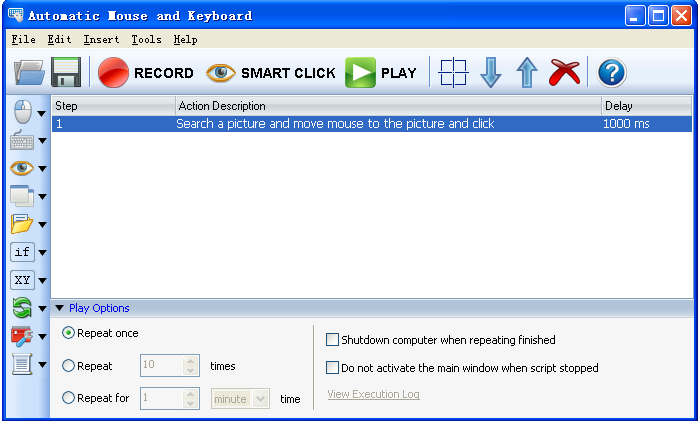 Automatic Mouse and Keyboard
File Edit Insert Tools Help
RECORD SMART CLICK PLAY ?
Step Action Description Delay
1 Search a picture and move mouse to the picture and click 1000 ms
if
XY
Play Options
Repeat once
Repeat 10 times
Repeat for 1 minute time
Shutdown computer when repeating finished
Do not activate the main window when script stopped
View Execution Log